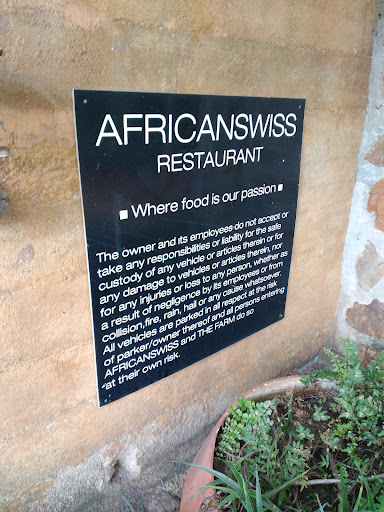 AFRICANSWISS
RESTAURANT
▪ Where food is our passion ▪
The owner and its employees do not accept or
take any responsibilities or liability for the safe
custody of any vehicle or articles therein or for
any damage to vehicles or articles therein, nor
for any injuries or loss to any person, whether as
a result of negligence by its employees or from
collision,fire, rain, hail or any cause whatsoever.
All vehicles are parked in all respect at the risk
of parker/owner thereof and all persons entering
AFRICANSWISS and THE FARM do so
at their own risk.